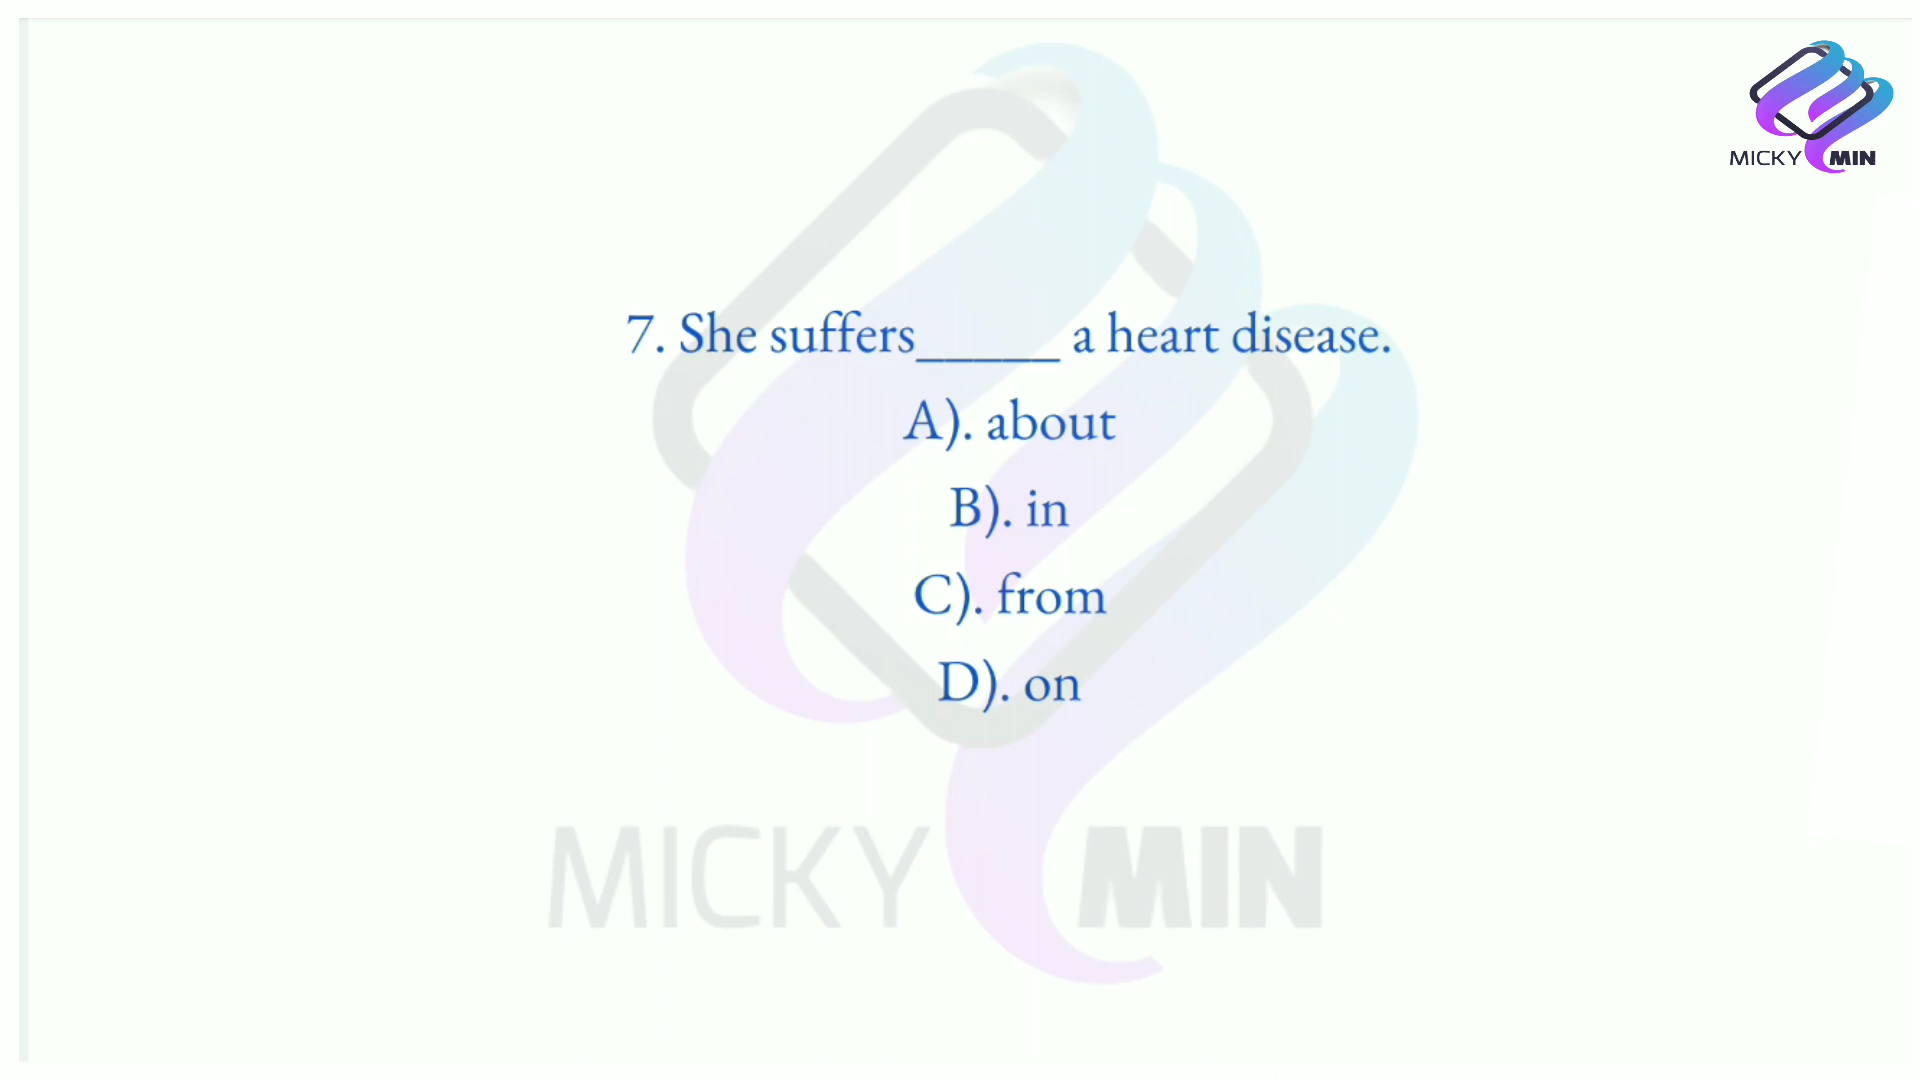 MICKY MIN
7. She suffers_____ a heart disease.
A). about
B). in
C). from
D). on
MICKY MIN